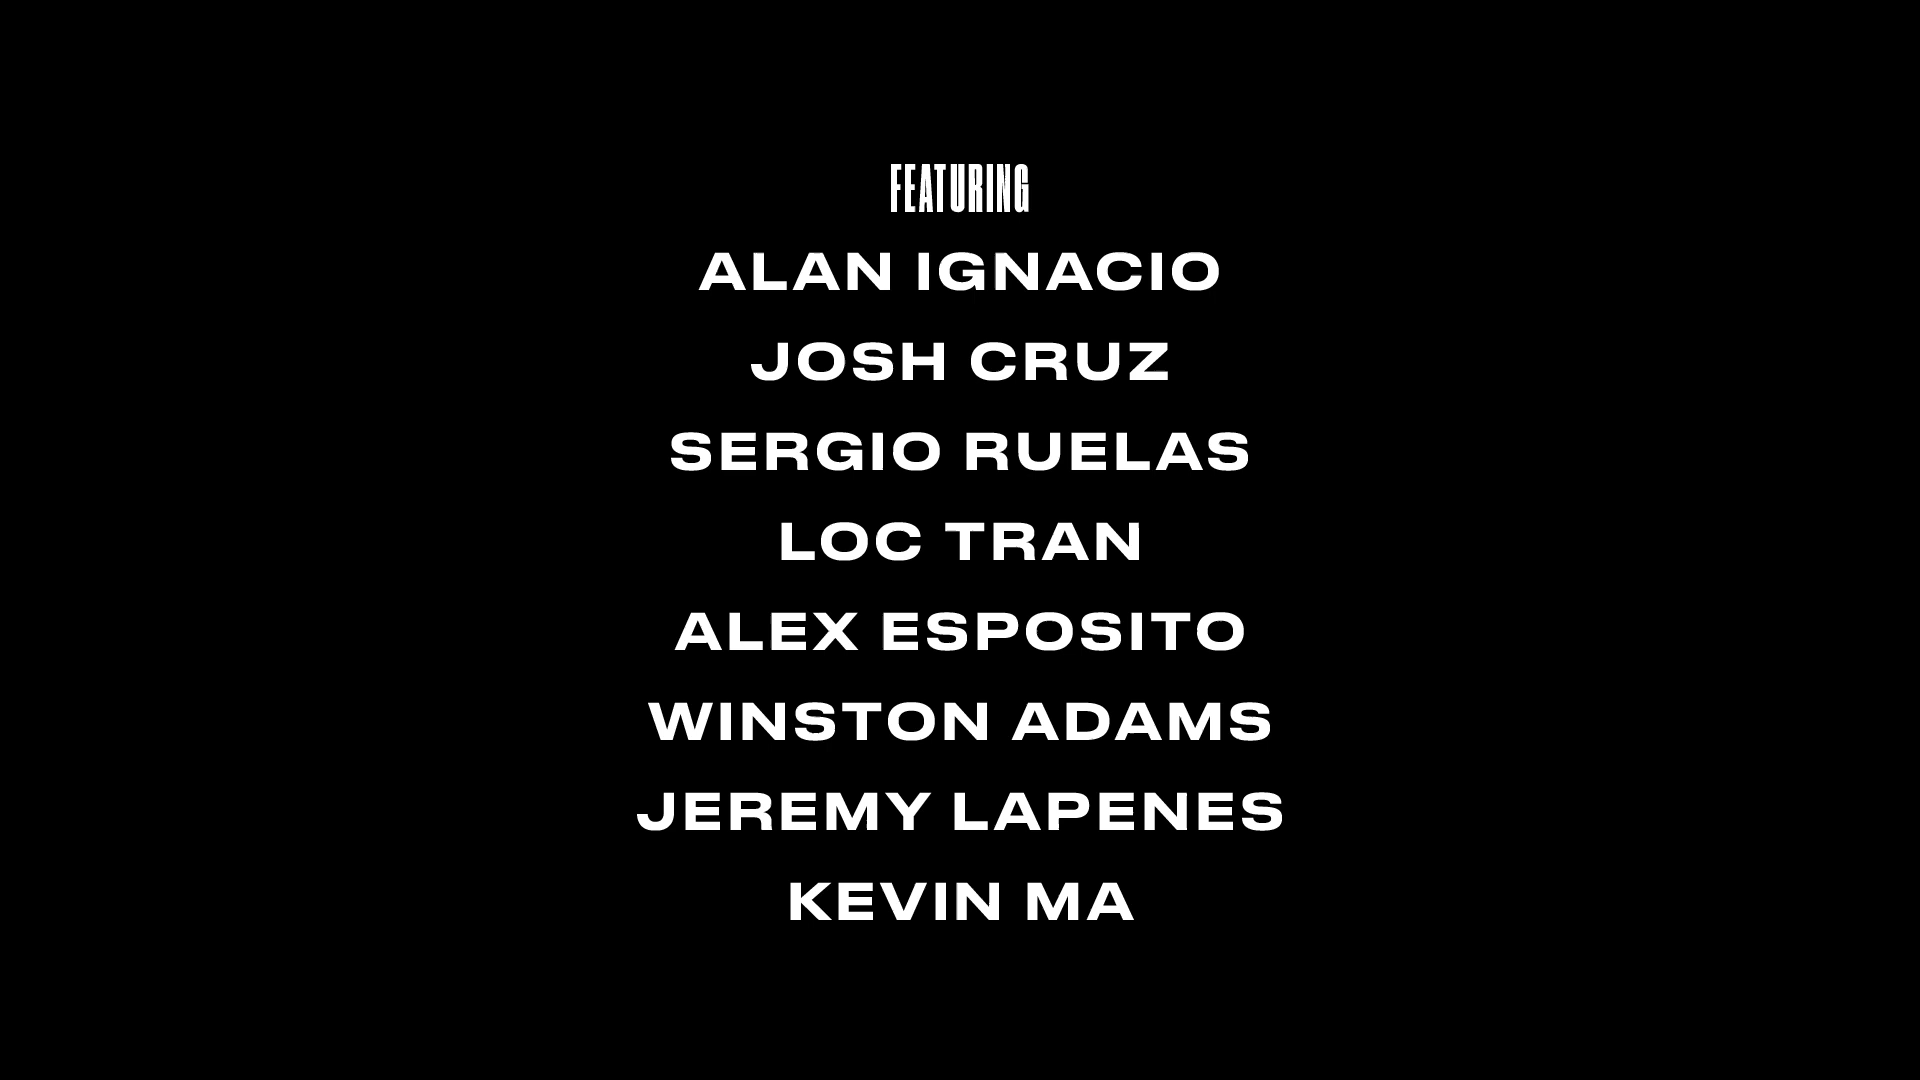 FEATURING
ALAN IGNACIO
JOSH CRUZ
SERGIO RUELAS
LOC TRAN
ALEX ESPOSITO
WINSTON ADAMS
JEREMY LAPENES
KEVIN MA